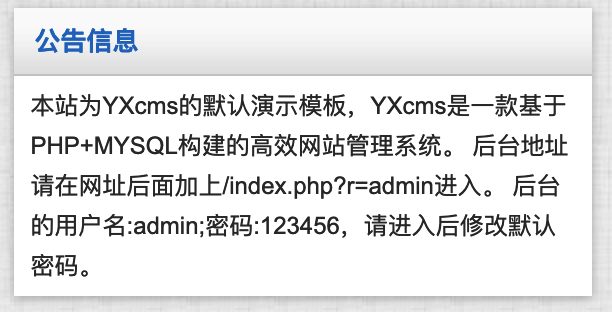 公告信息
本站为YXcms的默认演示模板，YXcms是一款基于
PHP+MYSQL构建的高效网站管理系统。 后台地址
请在网址后面加上/index.php?r=admin进入。 后台
的用户名:admin;密码:123456，请进入后修改默认
密码。